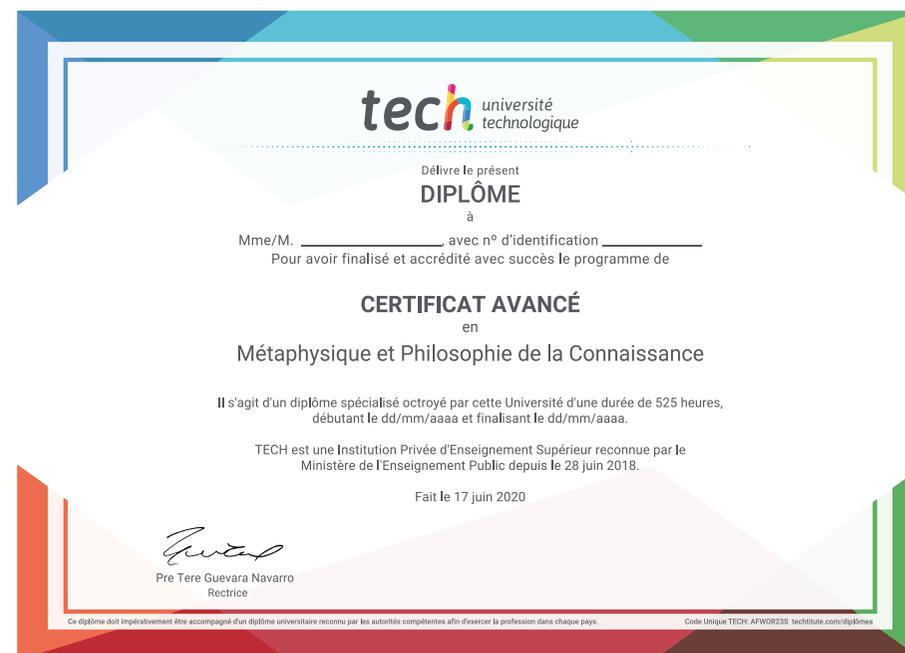 tech université
technologique
Délivre le présent
DIPLÔME
à
Mme/M. ____________________, avec nº d'identification ______________
Pour avoir finalisé et accrédité avec succès le programme de
CERTIFICAT AVANCÉ
en
Métaphysique et Philosophie de la Connaissance
Il s'agit d'un diplôme spécialisé octroyé par cette Université d'une durée de 525 heures,
débutant le dd/mm/aaaa et finalisant le dd/mm/aaaa.
TECH est une Institution Privée d'Enseignement Supérieur reconnue par le
Ministère de l'Enseignement Public depuis le 28 juin 2018.
Fait le 17 juin 2020
Pre Tere Guevara Navarro
Rectrice
Ce diplôme doit impérativement être accompagné d'un diplôme universitaire reconnu par les autorités compétentes afin d'exercer la profession dans chaque pays.
Code Unique TECH: AFWOR23S techtitute.com/diplômes